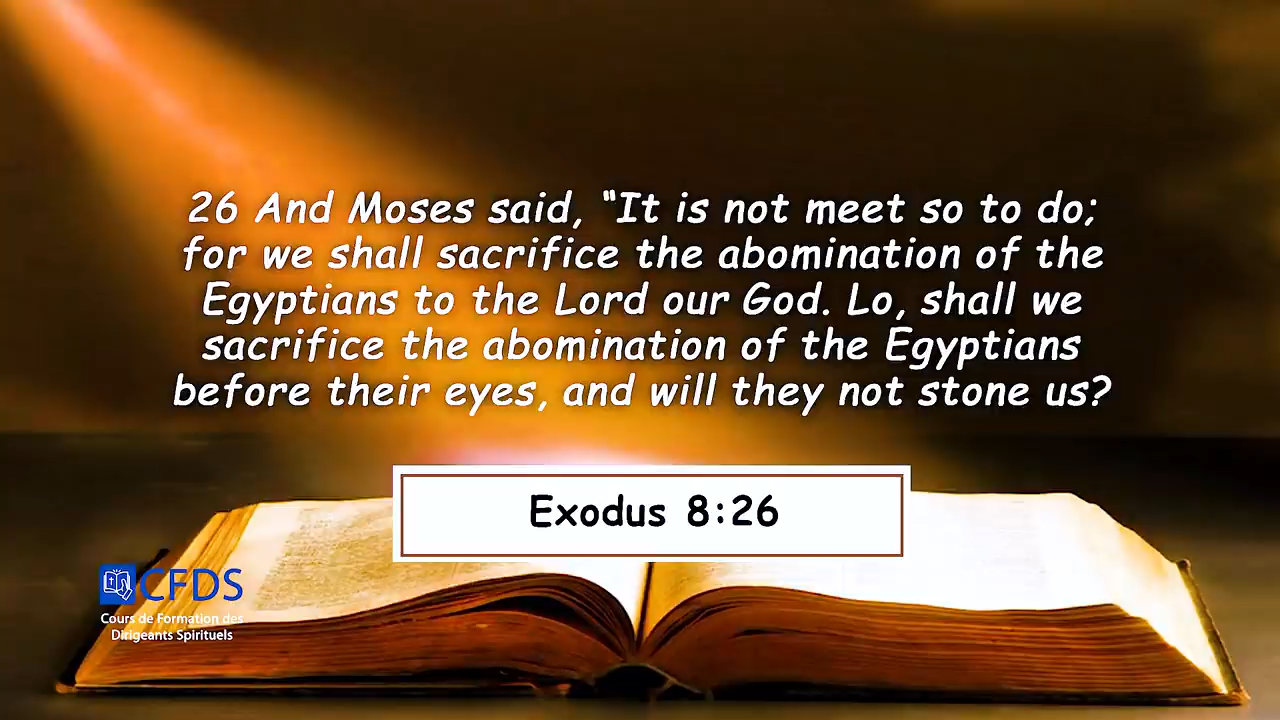 26 And Moses said, "It is not meet so to do;
for we shall sacrifice the abomination of the
Egyptians to the Lord our God. Lo, shall we
sacrifice the abomination of the Egyptians
before their eyes, and will they not stone us?
Exodus 8:26
CFDS
Cours de Formation des
Dirigeants Spirituels